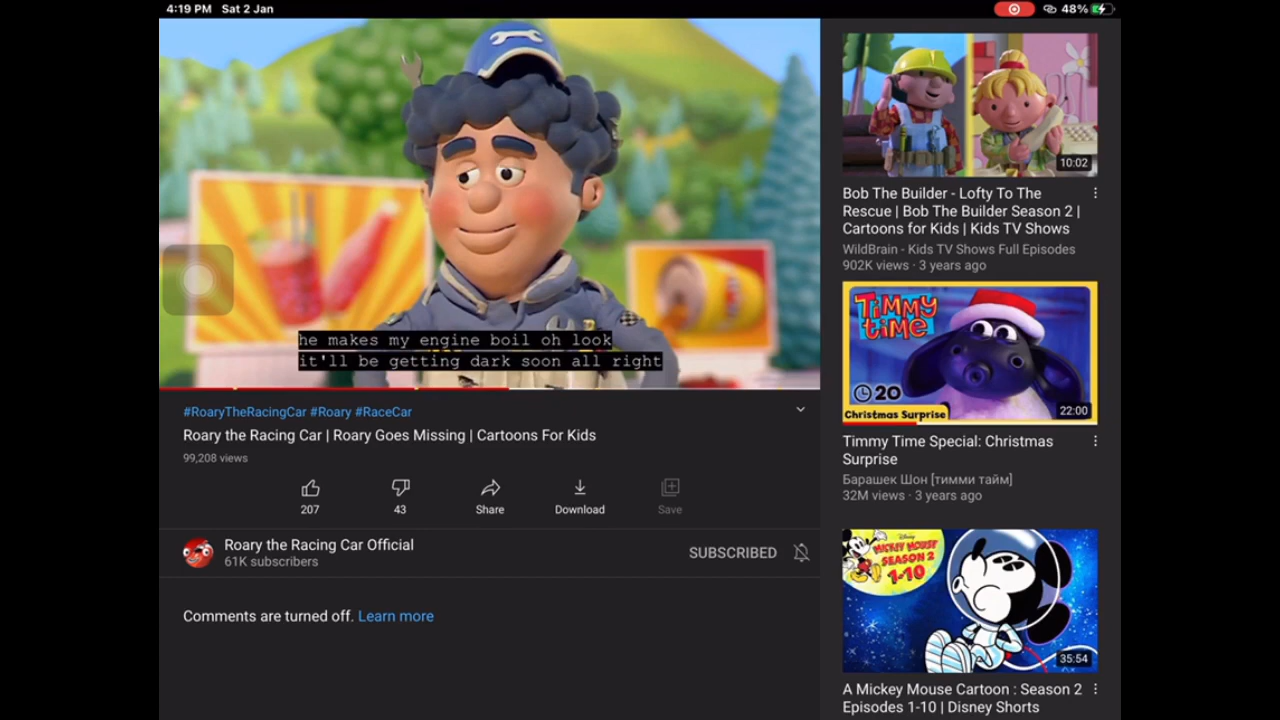 4:19 PM Sat 2 Jan
48%
he makes my engine boil oh look
it'll be getting dark soon all right
#RoaryTheRacingCar #Roary #RaceCar
Roary the Racing Car | Roary Goes Missing | Cartoons For Kids
99,208 views
207
43
Share
Download
Save
Roary the Racing Car Official
61K subscribers
SUBSCRIBED
Comments are turned off. Learn more
10:02
Bob The Builder - Lofty To The
Rescue | Bob The Builder Season 2 |
Cartoons for Kids | Kids TV Shows
WildBrain - Kids TV Shows Full Episodes
902K views · 3 years ago
TIMMY
TIME
20
Christmas Surprise
22:00
Timmy Time Special: Christmas
Surprise
Барашек Шон [тимми тайм]
32M views · 3 years ago
Disney
MICKEY MOUSE
SEASON 2
1-10
35:54
A Mickey Mouse Cartoon : Season 2
Episodes 1-10 | Disney Shorts